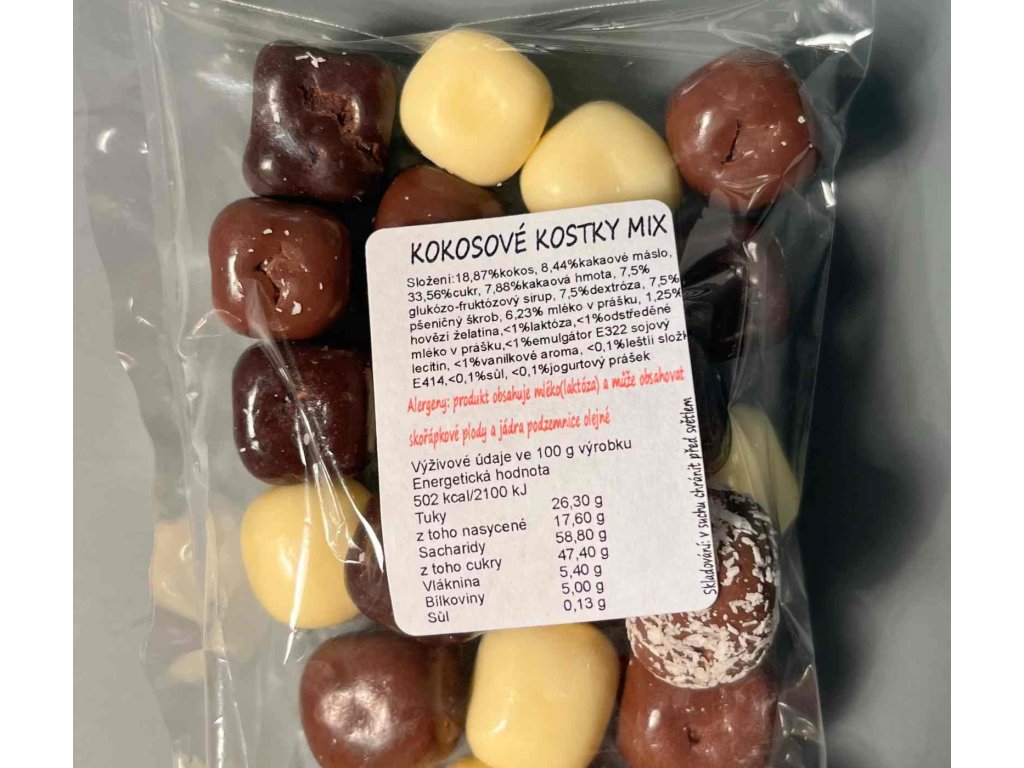 KOKOSOVÉ KOSTKY MIX
Složení:18,87%kokos, 8,44%kakaové máslo,
33,56%cukr, 7,88%kakaová hmota, 7,5%
glukózo-fruktózový sirup, 7,5%dextróza, 7,5%
pšeničný škrob, 6,23% mléko v prášku, 1,25%
hovězí želatina,<1%laktóza,<1%odstředěné
mléko v prášku,<1%emulgátor E322 sojový
lecitin, <1%vanilkové aroma, <0,1%leštíí složk
E414,<0,1%sůl, <0,1%jogurtový prášek
Alergeny: produkt obsahuje mléko(laktóza) a může obsahovat
skořápkové plody a jádra podzemnice olejné
Výživové údaje ve 100 g výrobku
Energetická hodnota
502 kcal/2100 kJ
Tuky 26,30 g
z toho nasycené 17,60 g
Sacharidy 58,80 g
z toho cukry 47,40 g
Vláknina 5,40 g
Bílkoviny 5,00 g
Sůl 0,13 g
Skladování: v suchu chránit před světlem